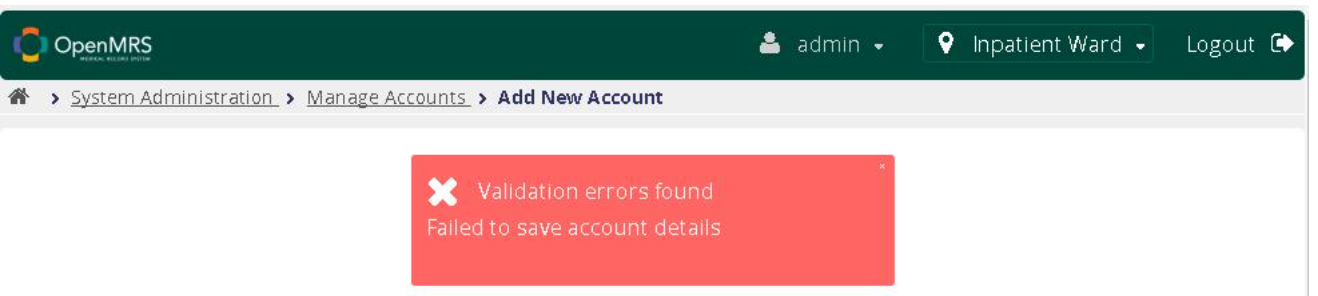 OpenMRS
MEDICAL RECORD SYSTEM
admin
Inpatient Ward
Logout
System Administration > Manage Accounts > Add New Account
Validation errors found
Failed to save account details